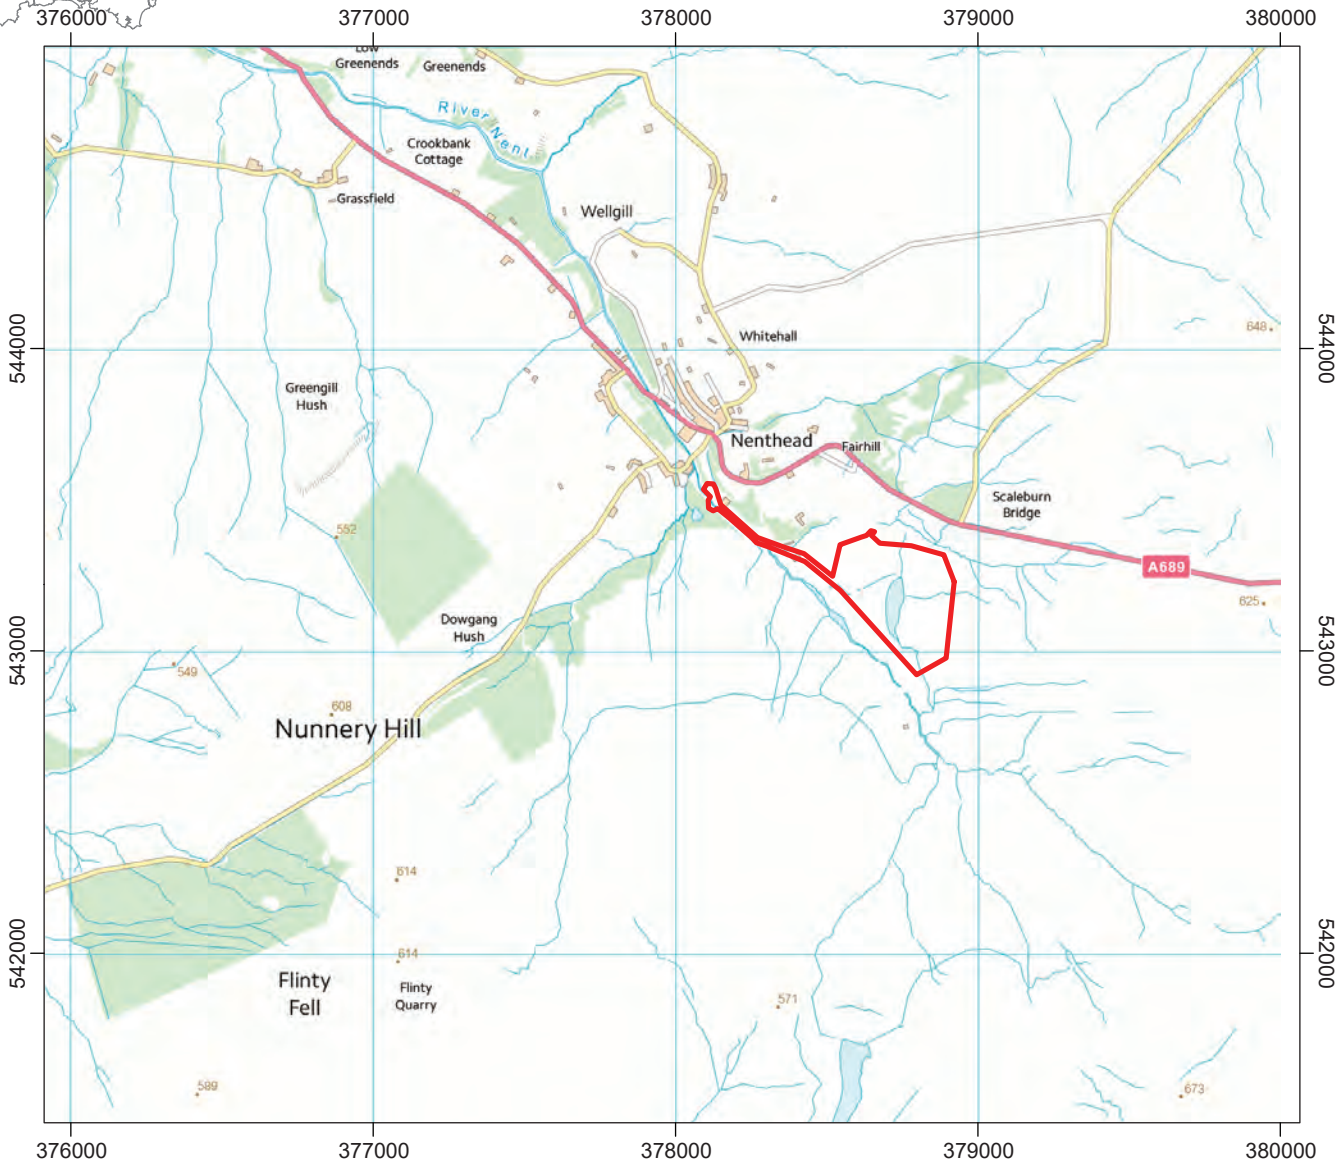 376000 377000 378000 379000 380000
Low
Greenends
Greenends
River Nent
Crookbank
Cottage
Grassfield
Wellgill
648
544000
544000
Whitehall
Greengill
Hush
Nenthead
Fairhill
Scaleburn
Bridge
552
A689
625
Dowgang
Hush
543000
543000
549
608
Nunnery Hill
614
542000
542000
614
Flinty
Fell
Flinty
Quarry
571
589
673
376000 377000 378000 379000 380000